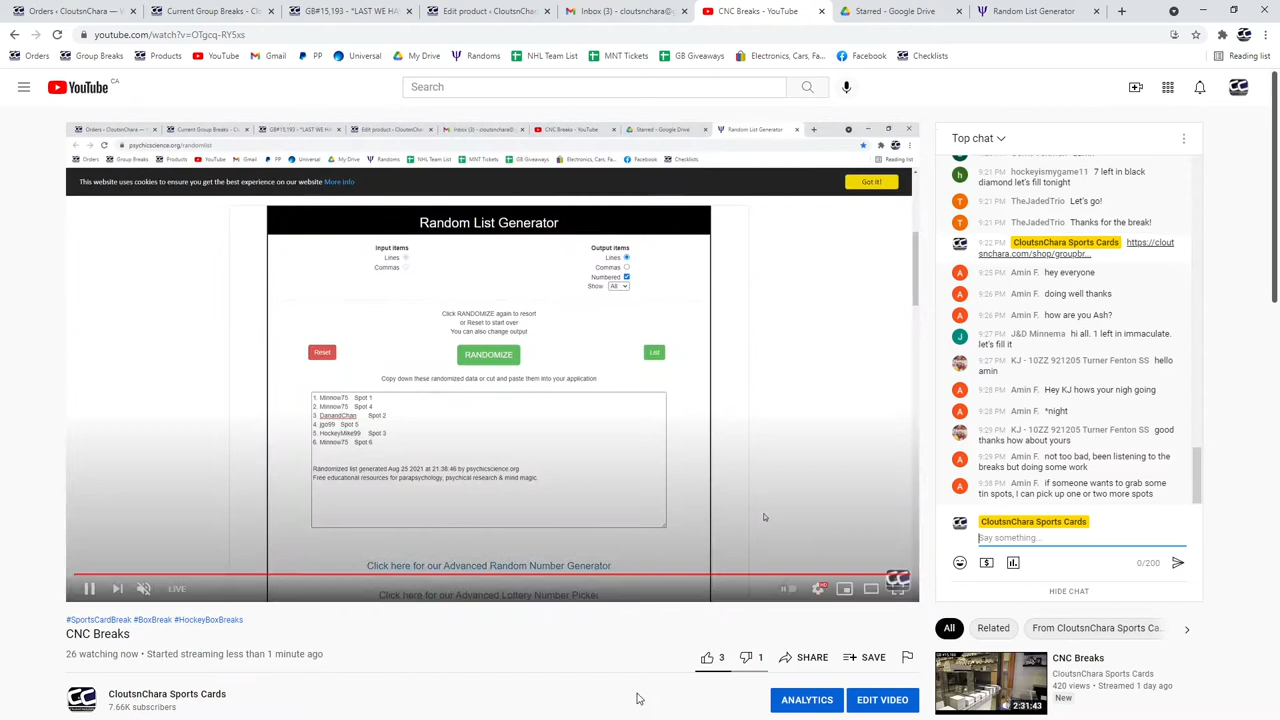 Orders ‹ CloutsnChara — W
Current Group Breaks ‹ Clo
GB#15,193 - *LAST WE HAV
Edit product ‹ CloutsnChar
Inbox (3) - cloutsnchara@g
CNC Breaks - YouTube
Starred - Google Drive
Random List Generator
youtube.com/watch?v=OTgcq-RY5xs
Orders
Group Breaks
Products
YouTube
Gmail
PP
Universal
My Drive
Randoms
NHL Team List
MNT Tickets
GB Giveaways
Electronics, Cars, Fa...
Facebook
Checklists
Reading list
YouTube CA
Search
psychicscience.org/randomlist
This website uses cookies to ensure you get the best experience on our website More info
Got it!
Random List Generator
Input items
Lines
Commas
Output items
Lines
Commas
Numbered
Show All
Click RANDOMIZE again to resort
or Reset to start over
You can also change output
Reset
RANDOMIZE
List
Copy down these randomized data or cut and paste them into your application
1. Minnow75 Spot 1
2. Minnow75 Spot 4
3. DanandChan Spot 2
4. jgo99 Spot 5
5. HockeyMike99 Spot 3
6. Minnow75 Spot 6
Randomized list generated Aug 25 2021 at 21:36:46 by psychicscience.org
Free educational resources for parapsychology, psychical research & mind magic.
Click here for our Advanced Random Number Generator
Click here for our Advanced Lottery Number Picker
LIVE
HD
#SportsCardBreak #BoxBreak #HockeyBoxBreaks
CNC Breaks
26 watching now • Started streaming less than 1 minute ago
3
1
SHARE
SAVE
CloutsnChara Sports Cards
7.66K subscribers
ANALYTICS
EDIT VIDEO
Top chat
9:21 PM hockeyismygame11 7 left in black
diamond let's fill tonight
9:21 PM TheJadedTrio Let's go!
9:21 PM TheJadedTrio Thanks for the break!
9:22 PM CloutsnChara Sports Cards https://clout
snchara.com/shop/groupbr...
9:25 PM Amin F. hey everyone
9:26 PM Amin F. doing well thanks
9:26 PM Amin F. how are you Ash?
9:27 PM J&D Minnema hi all. 1 left in immaculate.
let's fill it
9:27 PM KJ - 10ZZ 921205 Turner Fenton SS hello
amin
9:28 PM Amin F. Hey KJ hows your nigh going
9:28 PM Amin F. *night
9:29 PM KJ - 10ZZ 921205 Turner Fenton SS good
thanks how about yours
9:29 PM Amin F. not too bad, been listening to the
breaks but doing some work
9:38 PM Amin F. if someone wants to grab some
tin spots, I can pick up one or two more spots
CloutsnChara Sports Cards
Say something...
0/200
HIDE CHAT
All
Related
From CloutsnChara Sports Ca...
CNC Breaks
CloutsnChara Sports Cards
420 views • Streamed 1 day ago
New
2:31:43